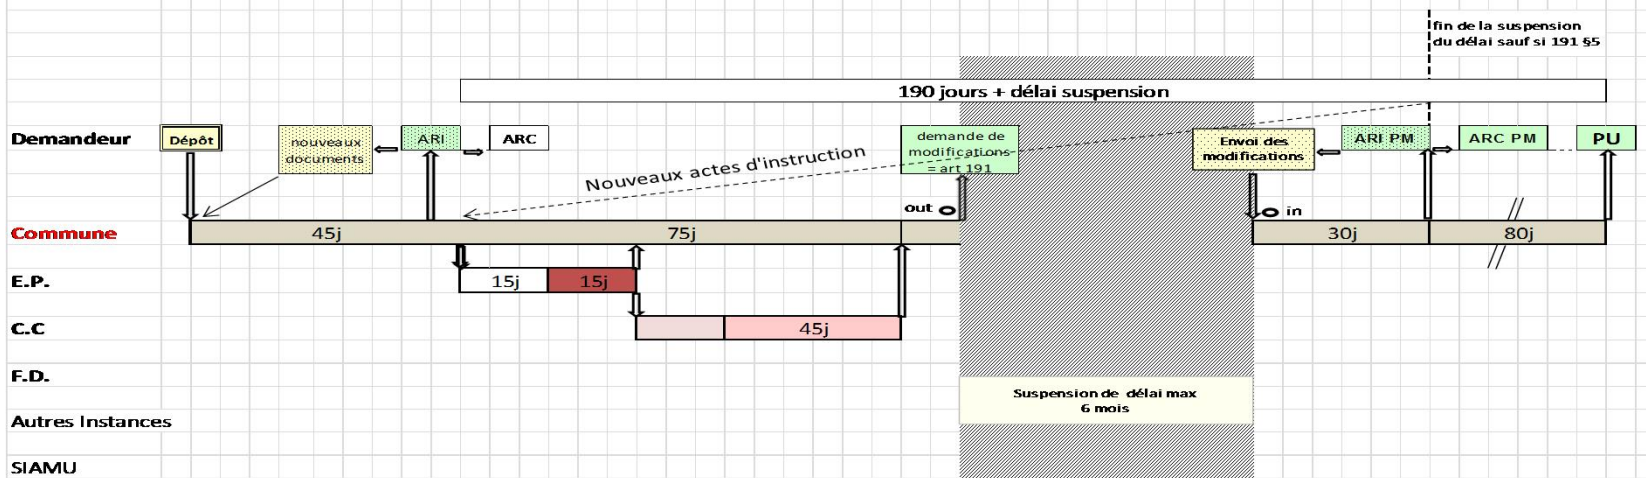 fin de la suspension
du délai sauf si 191 §5
190 jours + délai suspension
Demandeur
Dépôt
nouveaux
documents
ARI
ARC
Nouveaux actes d'instruction
demande de
modifications
= art 191
Envoi des
modifications
ARI PM
ARC PM
PU
out
in
Commune
45j
75j
30j
80j
E.P.
15j
15j
C.C
45j
F.D.
Suspension de délai max
6 mois
Autres Instances
SIAMU